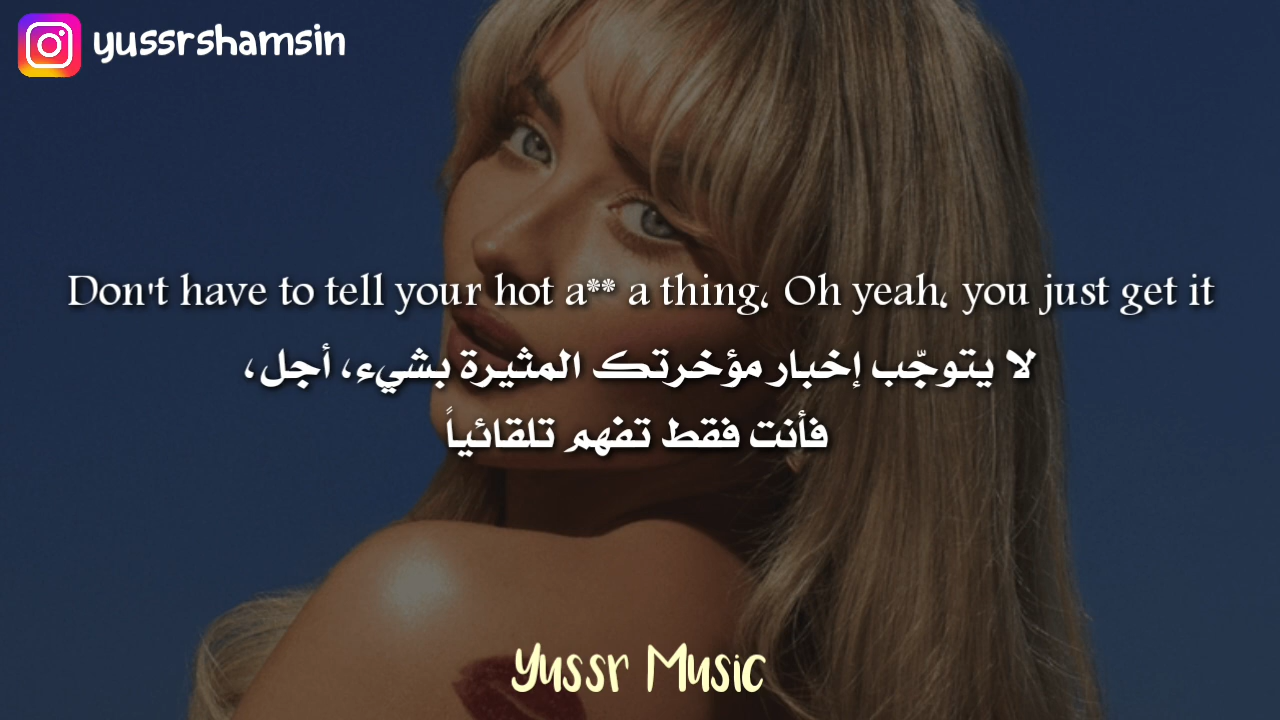 yussrshamsin
Don't have to tell your hot a** a thing، Oh yeah، you just get it
لا يتوجّب إخبار مؤخرتك المثيرة بشيء، أجل،
فأنت فقط تفهم تلقائياً
Yussr Music